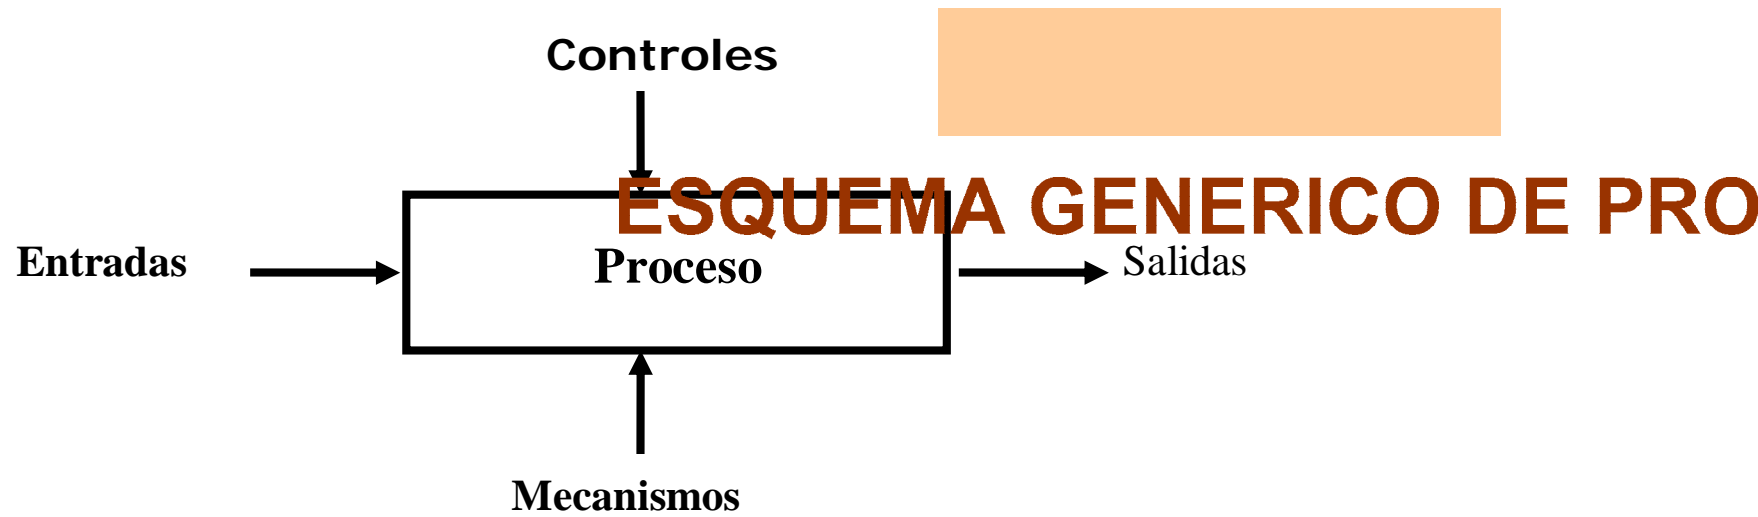 Controles
ESQUEMA GENERICO DE PRO
Entradas
Proceso
Salidas
Mecanismos